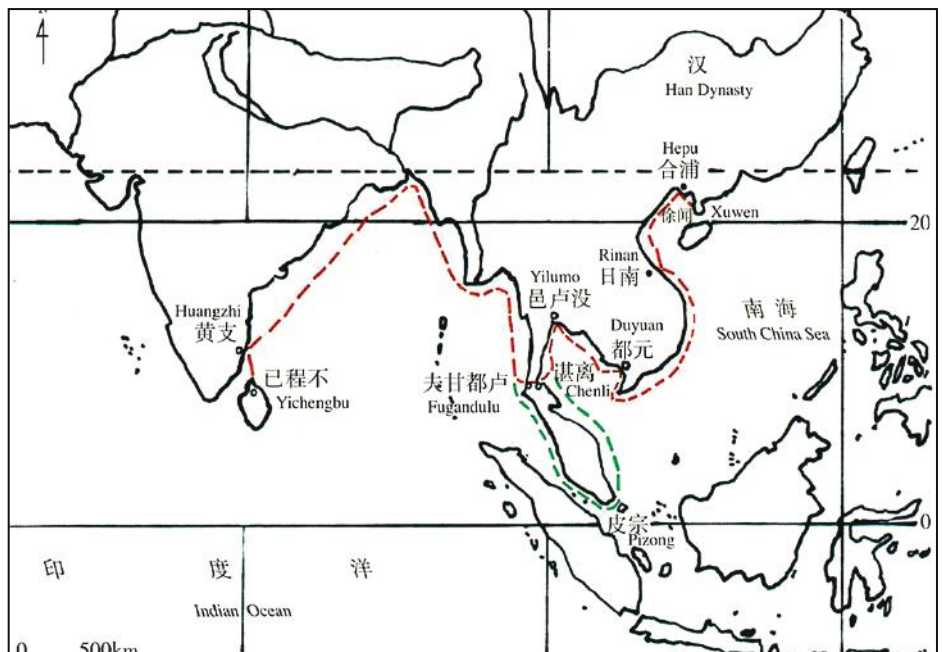 N
汉
Han Dynasty
Hepu
合浦
徐闻
Xuwen
20
Rinan
日南
Yilumo
邑卢没
Huangzhi
黄支
Duyuan
都元
南海
South China Sea
已程不
Yichengbu
夫甘都卢
Fugandulu
谌离
Chenli
皮宗
Pizong
0
印度洋
Indian Ocean
0 500km